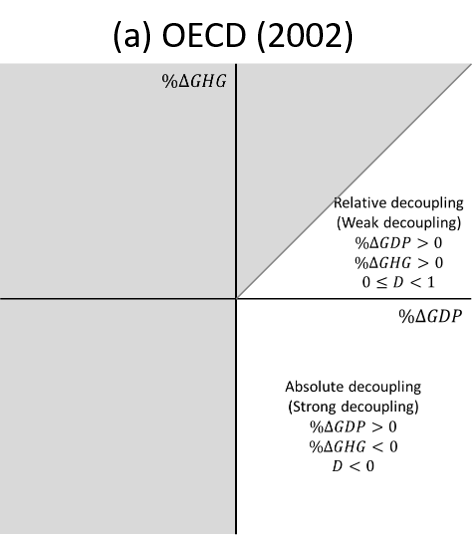 (a) OECD (2002)
%ΔGHG
Relative decoupling
(Weak decoupling)
%ΔGDP > 0
%ΔGHG > 0
0 ≤ D < 1
%ΔGDP
Absolute decoupling
(Strong decoupling)
%ΔGDP > 0
%ΔGHG < 0
D < 0